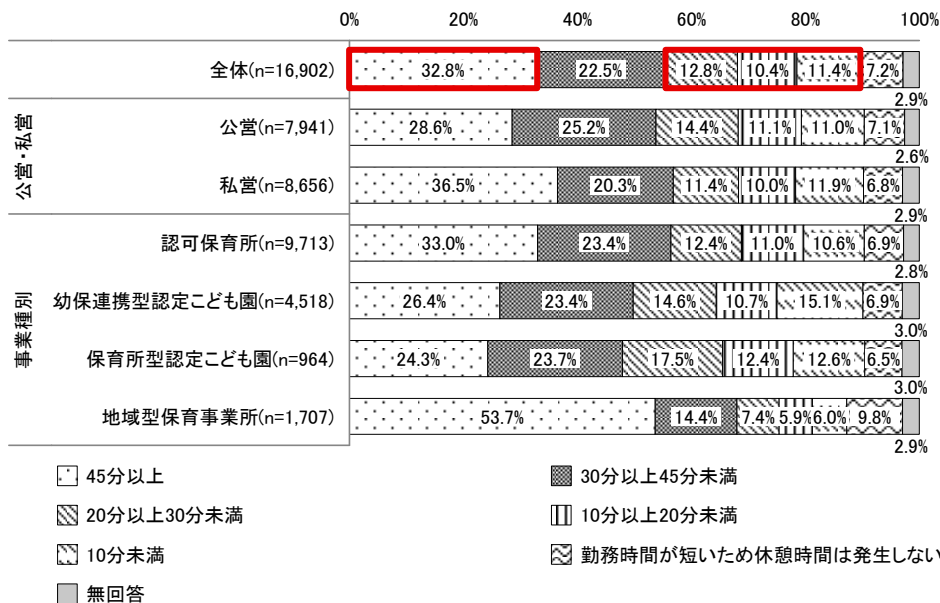 0% 20% 40% 60% 80% 100%
全体(n=16,902) 32.8% 22.5% 12.8% 10.4% 11.4% 7.2%
2.9%
公営・私営
公営(n=7,941) 28.6% 25.2% 14.4% 11.1% 11.0% 7.1%
2.6%
私営(n=8,656) 36.5% 20.3% 11.4% 10.0% 11.9% 6.8%
2.9%
事業種別
認可保育所(n=9,713) 33.0% 23.4% 12.4% 11.0% 10.6% 6.9%
2.8%
幼保連携型認定こども園(n=4,518) 26.4% 23.4% 14.6% 10.7% 15.1% 6.9%
3.0%
保育所型認定こども園(n=964) 24.3% 23.7% 17.5% 12.4% 12.6% 6.5%
3.0%
地域型保育事業所(n=1,707) 53.7% 14.4% 7.4% 5.9% 6.0% 9.8%
2.9%
45分以上 30分以上45分未満
20分以上30分未満 10分以上20分未満
10分未満 勤務時間が短いため休憩時間は発生しない
無回答